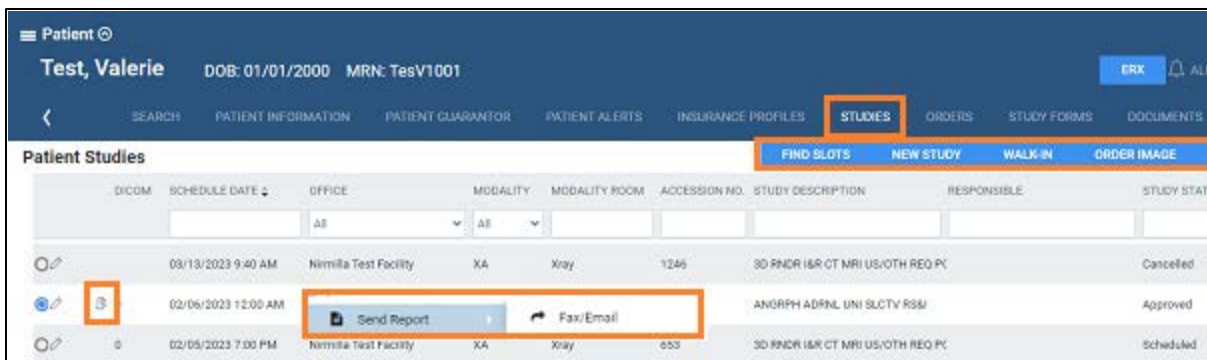 Patient
Test, Valerie DOB: 01/01/2000 MRN: TesV1001 ERX
SEARCH PATIENT INFORMATION PATIENT GUARANTOR PATIENT ALERTS INSURANCE PROFILES STUDIES ORDERS STUDY FORMS DOCUMENTS
Patient Studies FIND SLOTS NEW STUDY WALK-IN ORDER IMAGE
DICOM SCHEDULE DATE OFFICE MODALITY MODALITY ROOM ACCESSION NO. STUDY DESCRIPTION RESPONSIBLE STUDY STAT
All All
03/13/2023 9:40 AM Nirmilla Test Facility XA Xray 1246 3D RNDR I&R CT MRI US/OTH REQ PC Cancelled
02/06/2023 12:00 AM ANGRPH ADRNL UNI SLCTV RS&I Approved
Send Report Fax/Email
0 02/05/2023 7:00 PM Nirmilla Test Facility XA Xray 653 3D RNDR I&R CT MRI US/OTH REQ PC Scheduled